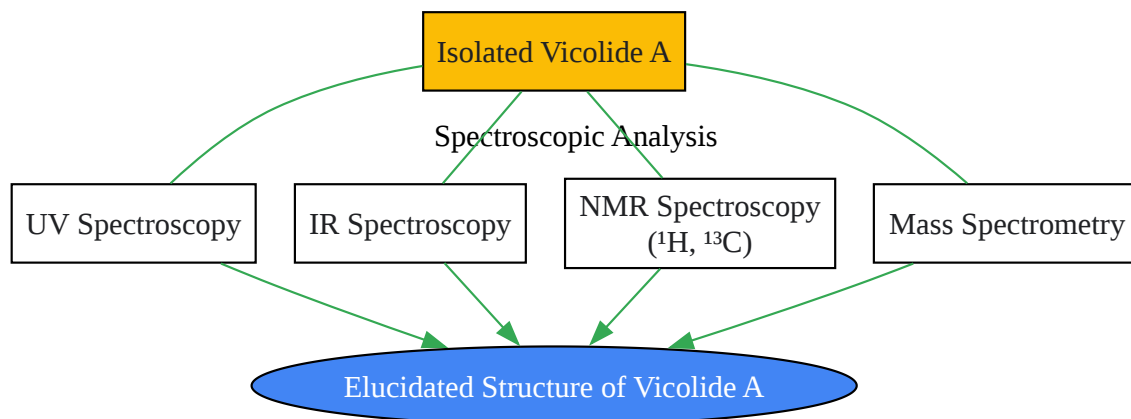 Isolated Vicolide A
Spectroscopic Analysis
UV Spectroscopy
IR Spectroscopy
NMR Spectroscopy
(¹H, ¹³C)
Mass Spectrometry
Elucidated Structure of Vicolide A